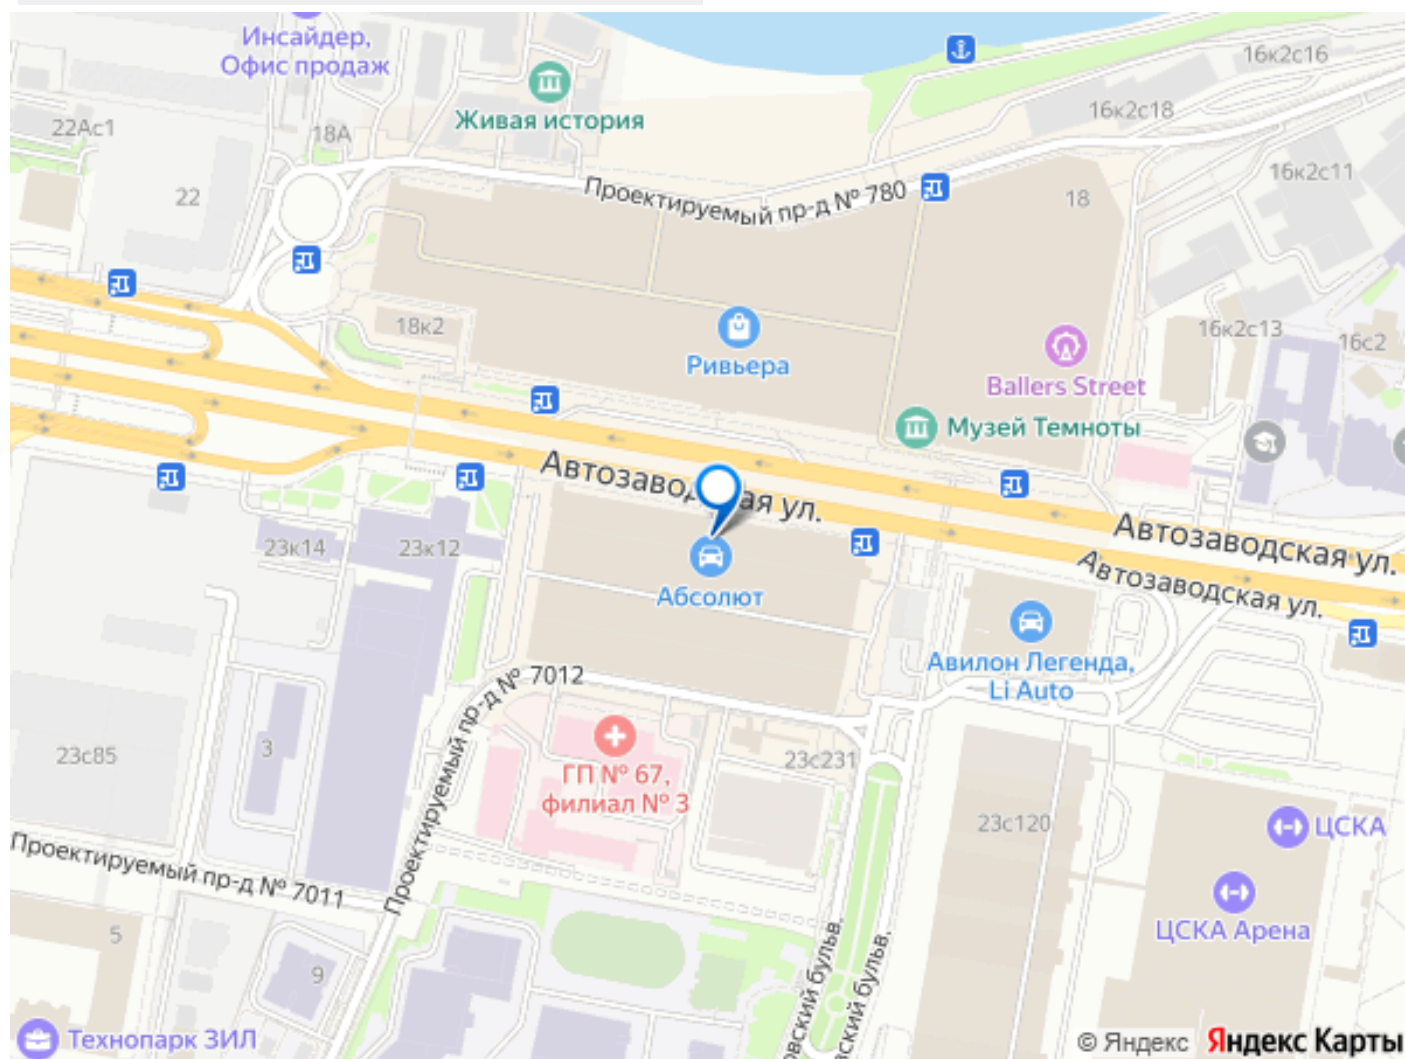 Инсайдер,
Офис продаж
Живая история
16к2с16
16к2с18
22Ас1
18А
16к2с11
22
Проектируемый пр-д № 780
18
18к2
Ривьера
16к2с13
16с2
Ballers Street
Музей Темноты
Автозаводская ул.
Автозаводская ул.
Автозаводская ул.
23к14
23к12
Абсолют
Авилон Легенда,
Li Auto
Проектируемый пр-д № 7012
23с85
3
ГП № 67,
филиал № 3
23с231
23с120
ЦСКА
Проектируемый пр-д № 7011
5
9
ЦСКА Арена
бульв.
бульв.
Технопарк ЗИЛ
© Яндекс Яндекс Карты